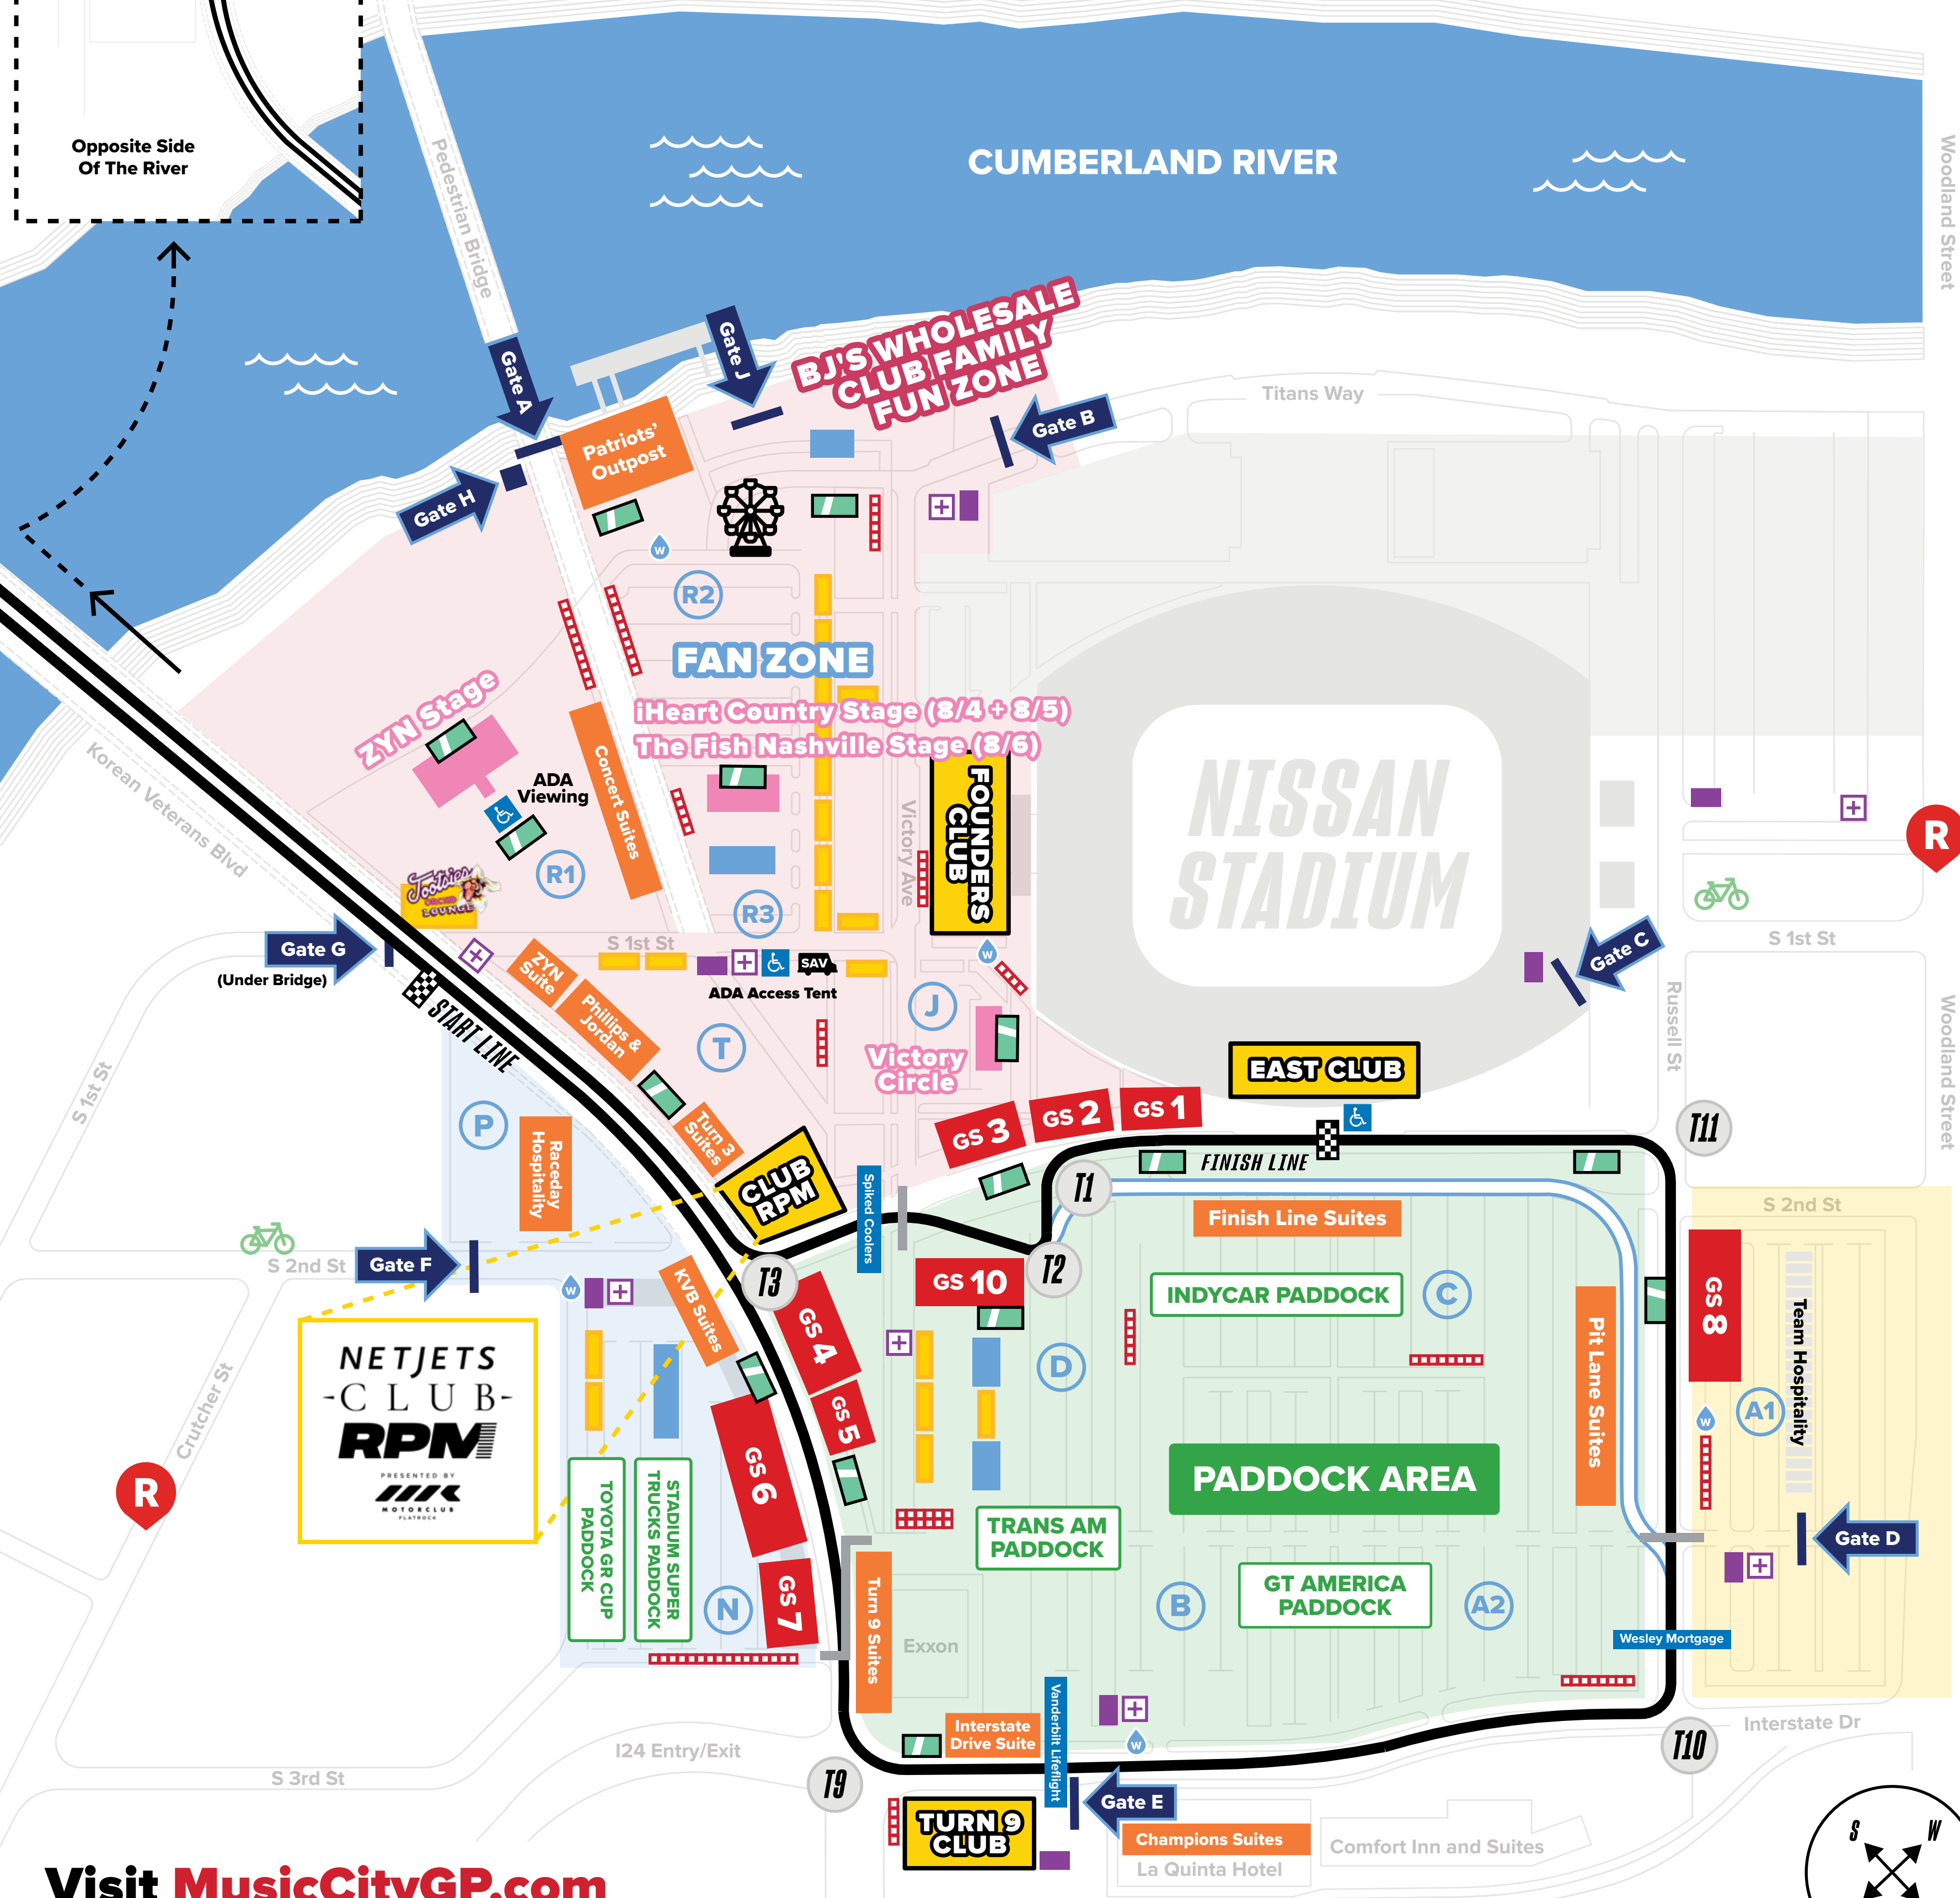 Opposite Side
Of The River
Pedestrian Bridge
CUMBERLAND RIVER
Woodland Street
Gate A
Gate J
BJ'S WHOLESALE
CLUB FAMILY
FUN ZONE
Gate B
Titans Way
Patriots'
Outpost
Gate H
W
R2
FAN ZONE
ZYN Stage
iHeart Country Stage (8/4 + 8/5)
The Fish Nashville Stage (8/6)
Concert Suites
ADA
Viewing
Korean Veterans Blvd
Victory Ave
FOUNDERS
CLUB
NISSAN
STADIUM
R
R1
R3
Tootsies
ORCHID
LOUNGE
Gate G
(Under Bridge)
S 1st St
ZYN
Suite
SAV
ADA Access Tent
W
Gate C
S 1st St
Russell St
Woodland Street
START LINE
Phillips &
Jordan
T
J
Victory
Circle
EAST CLUB
S 1st St
P
Raceday
Hospitality
Turn 3
Suites
CLUB
RPM
GS 3
GS 2
GS 1
T11
Spiked Coolers
T1
FINISH LINE
Finish Line Suites
S 2nd St
Gate F
S 2nd St
W
KVB Suites
T3
T2
GS 10
INDYCAR PADDOCK
C
Pit Lane Suites
GS 8
Team Hospitality
NETJETS
-CLUB-
RPM
PRESENTED BY
MOTORCLUB
FLATROCK
Crutcher St
GS 4
GS 5
GS 6
GS 7
D
W
A1
R
TOYOTA GR CUP
PADDOCK
STADIUM SUPER
TRUCKS PADDOCK
N
PADDOCK AREA
TRANS AM
PADDOCK
GT AMERICA
PADDOCK
B
A2
Gate D
Turn 9 Suites
Exxon
Wesley Mortgage
Interstate
Drive Suite
Vanderbilt Lifeflight
W
Interstate Dr
T10
I24 Entry/Exit
S 3rd St
T9
TURN 9
CLUB
Gate E
Champions Suites
La Quinta Hotel
Comfort Inn and Suites
S
W
Visit MusicCityGP.com